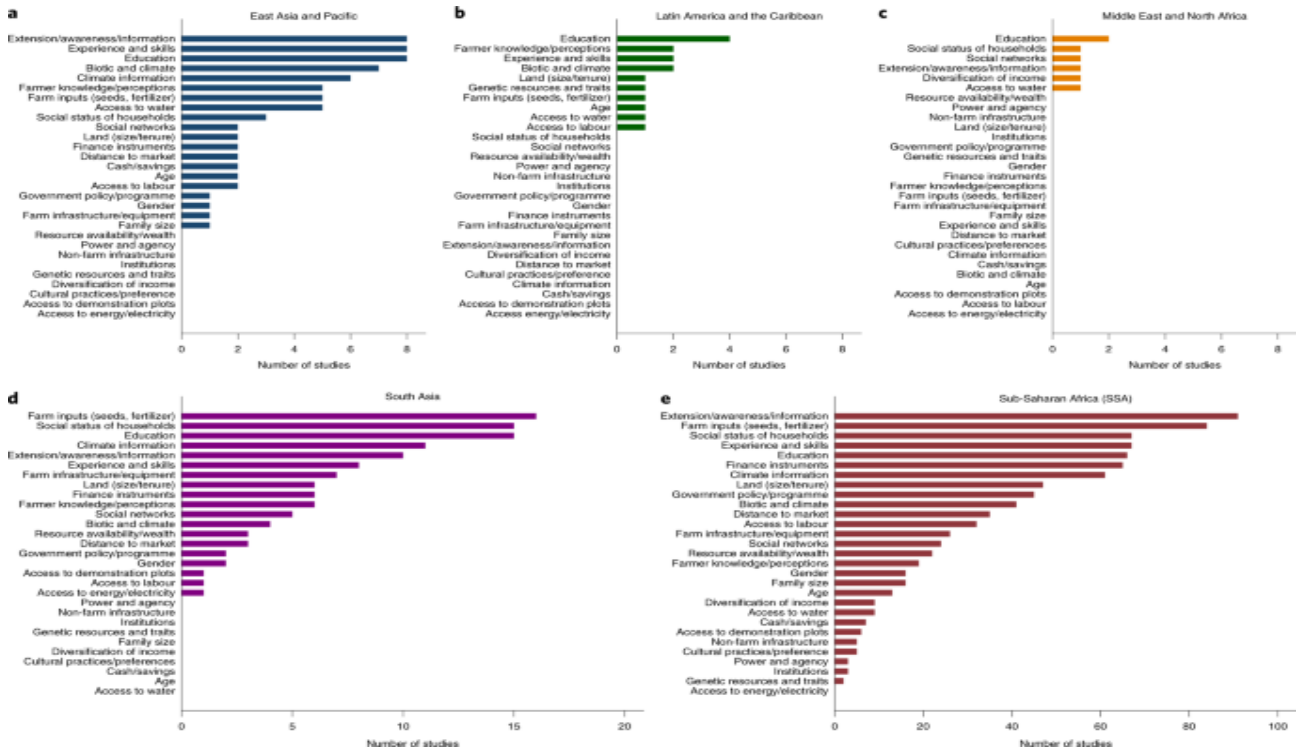 a
East Asia and Pacific
Extension/awareness/information
Experience and skills
Education
Biotic and climate
Climate information
Farmer knowledge/perceptions
Farm inputs (seeds, fertilizer)
Access to water
Social status of households
Social networks
Land (size/tenure)
Finance instruments
Distance to market
Cash/savings
Age
Access to labour
Government policy/programme
Gender
Farm infrastructure/equipment
Family size
Resource availability/wealth
Power and agency
Non-farm infrastructure
Institutions
Genetic resources and traits
Diversification of income
Cultural practices/preference
Access to demonstration plots
Access to energy/electricity
0 2 4 6 8
Number of studies
b
Latin America and the Caribbean
Education
Farmer knowledge/perceptions
Experience and skills
Biotic and climate
Land (size/tenure)
Genetic resources and traits
Farm inputs (seeds, fertilizer)
Age
Access to water
Access to labour
Social status of households
Social networks
Resource availability/wealth
Power and agency
Non-farm infrastructure
Institutions
Government policy/programme
Gender
Finance instruments
Farm infrastructure/equipment
Family size
Extension/awareness/information
Diversification of income
Distance to market
Cultural practices/preference
Climate information
Cash/savings
Access to demonstration plots
Access energy/electricity
0 2 4 6 8
Number of studies
c
Middle East and North Africa
Education
Social status of households
Social networks
Extension/awareness/information
Diversification of income
Access to water
Resource availability/wealth
Power and agency
Non-farm infrastructure
Land (size/tenure)
Institutions
Government policy/programme
Genetic resources and traits
Gender
Finance instruments
Farmer knowledge/perceptions
Farm inputs (seeds, fertilizer)
Farm infrastructure/equipment
Family size
Experience and skills
Distance to market
Cultural practices/preferences
Climate information
Cash/savings
Biotic and climate
Age
Access to demonstration plots
Access to labour
Access to energy/electricity
0 2 4 6 8
Number of studies
d
South Asia
Farm inputs (seeds, fertilizer)
Social status of households
Education
Climate information
Extension/awareness/information
Experience and skills
Farm infrastructure/equipment
Land (size/tenure)
Finance instruments
Farmer knowledge/perceptions
Social networks
Biotic and climate
Resource availability/wealth
Distance to market
Government policy/programme
Gender
Access to demonstration plots
Access to labour
Access to energy/electricity
Power and agency
Non-farm infrastructure
Institutions
Genetic resources and traits
Family size
Diversification of income
Cultural practices/preferences
Cash/savings
Age
Access to water
0 5 10 15 20
Number of studies
e
Sub-Saharan Africa (SSA)
Extension/awareness/information
Farm inputs (seeds, fertilizer)
Social status of households
Experience and skills
Education
Finance instruments
Climate information
Land (size/tenure)
Government policy/programme
Biotic and climate
Distance to market
Access to labour
Farm infrastructure/equipment
Social networks
Resource availability/wealth
Farmer knowledge/perceptions
Gender
Family size
Age
Diversification of income
Access to water
Cash/savings
Access to demonstration plots
Non-farm infrastructure
Cultural practices/preference
Power and agency
Institutions
Genetic resources and traits
Access to energy/electricity
0 20 40 60 80 100
Number of studies